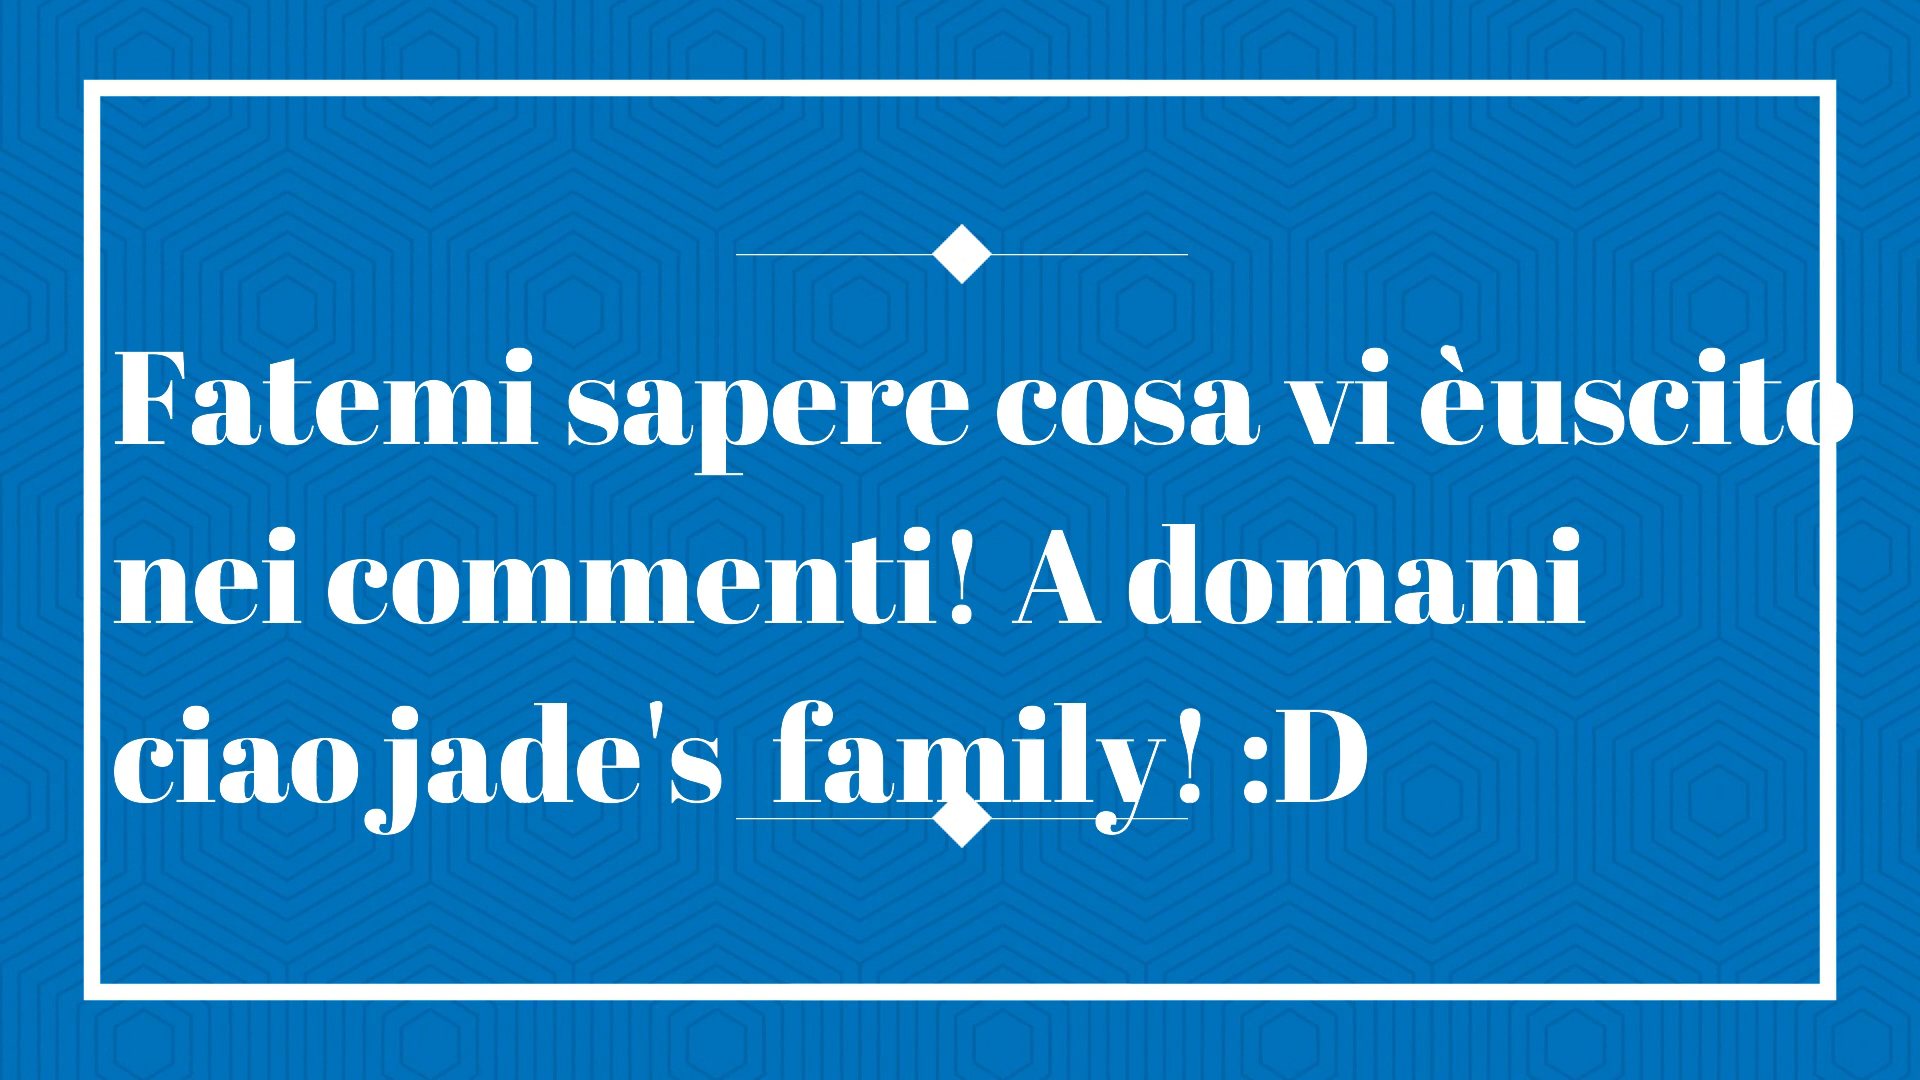 Fatemi sapere cosa vi èuscito
nei commenti! A domani
ciao jade's family! :D